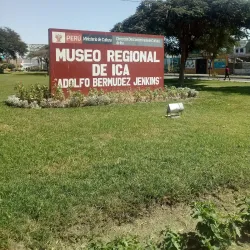 PERÚ Ministerio de Cultura
MUSEO REGIONAL
DE ICA
"ADOLFO BERMUDEZ JENKINS"